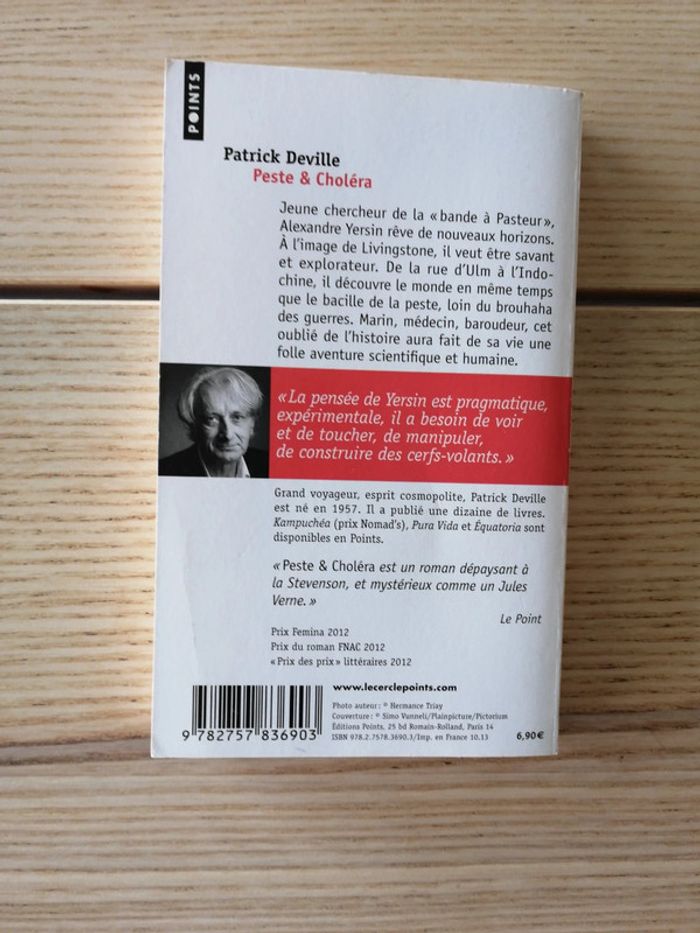 POINTS
Patrick Deville
Peste & Choléra
Jeune chercheur de la « bande à Pasteur »,
Alexandre Yersin rêve de nouveaux horizons.
À l'image de Livingstone, il veut être savant
et explorateur. De la rue d'Ulm à l'Indo-
chine, il découvre le monde en même temps
que le bacille de la peste, loin du brouhaha
des guerres. Marin, médecin, baroudeur, cet
oublié de l'histoire aura fait de sa vie une
folle aventure scientifique et humaine.
« La pensée de Yersin est pragmatique,
expérimentale, il a besoin de voir
et de toucher, de manipuler,
de construire des cerfs-volants. »
Grand voyageur, esprit cosmopolite, Patrick Deville
est né en 1957. Il a publié une dizaine de livres.
Kampuchéa (prix Nomad's), Pura Vida et Équatoria sont
disponibles en Points.
« Peste & Choléra est un roman dépaysant à
la Stevenson, et mystérieux comme un Jules
Verne. »
Le Point
Prix Femina 2012
Prix du roman FNAC 2012
« Prix des prix » littéraires 2012
www.lecerclepoints.com
Photo auteur : © Hermance Triay
Couverture : © Simo Vunneli/Plainpicture/Pictorium
Éditions Points, 25 bd Romain-Rolland, Paris 14
ISBN 978.2.7578.3690.3/Imp. en France 10.13
6,90€
9 782757 836903